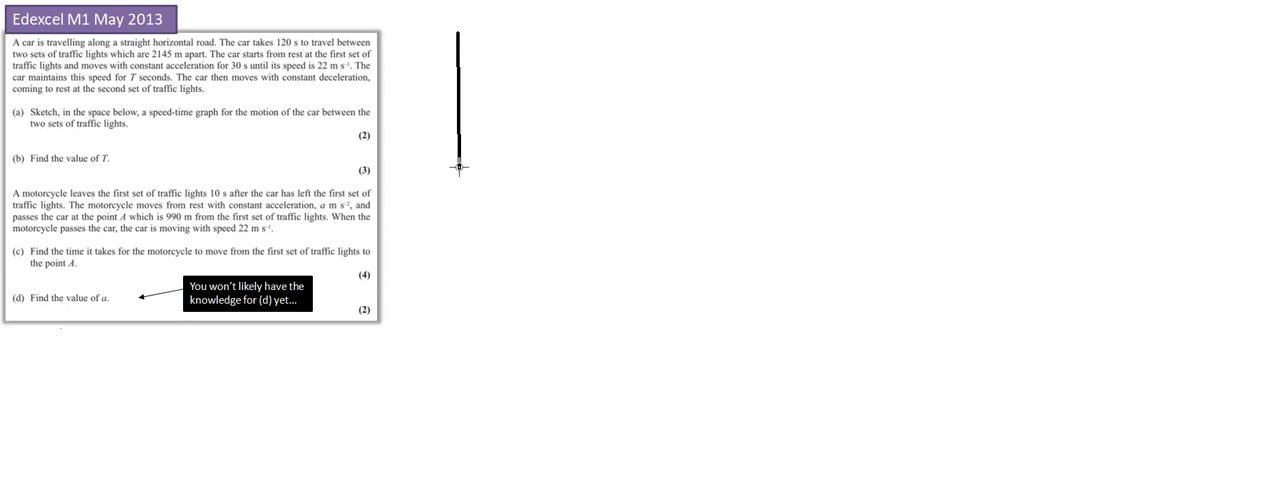 Edexcel M1 May 2013
A car is travelling along a straight horizontal road. The car takes 120 s to travel between
two sets of traffic lights which are 2145 m apart. The car starts from rest at the first set of
traffic lights and moves with constant acceleration for 30 s until its speed is 22 m s⁻¹. The
car maintains this speed for T seconds. The car then moves with constant deceleration,
coming to rest at the second set of traffic lights.
(a) Sketch, in the space below, a speed-time graph for the motion of the car between the
two sets of traffic lights.
(2)
(b) Find the value of T.
(3)
A motorcycle leaves the first set of traffic lights 10 s after the car has left the first set of
traffic lights. The motorcycle moves from rest with constant acceleration, a m s⁻², and
passes the car at the point A which is 990 m from the first set of traffic lights. When the
motorcycle passes the car, the car is moving with speed 22 m s⁻¹.
(c) Find the time it takes for the motorcycle to move from the first set of traffic lights to
the point A.
(4)
(d) Find the value of a.
You won't likely have the
knowledge for (d) yet...
(2)